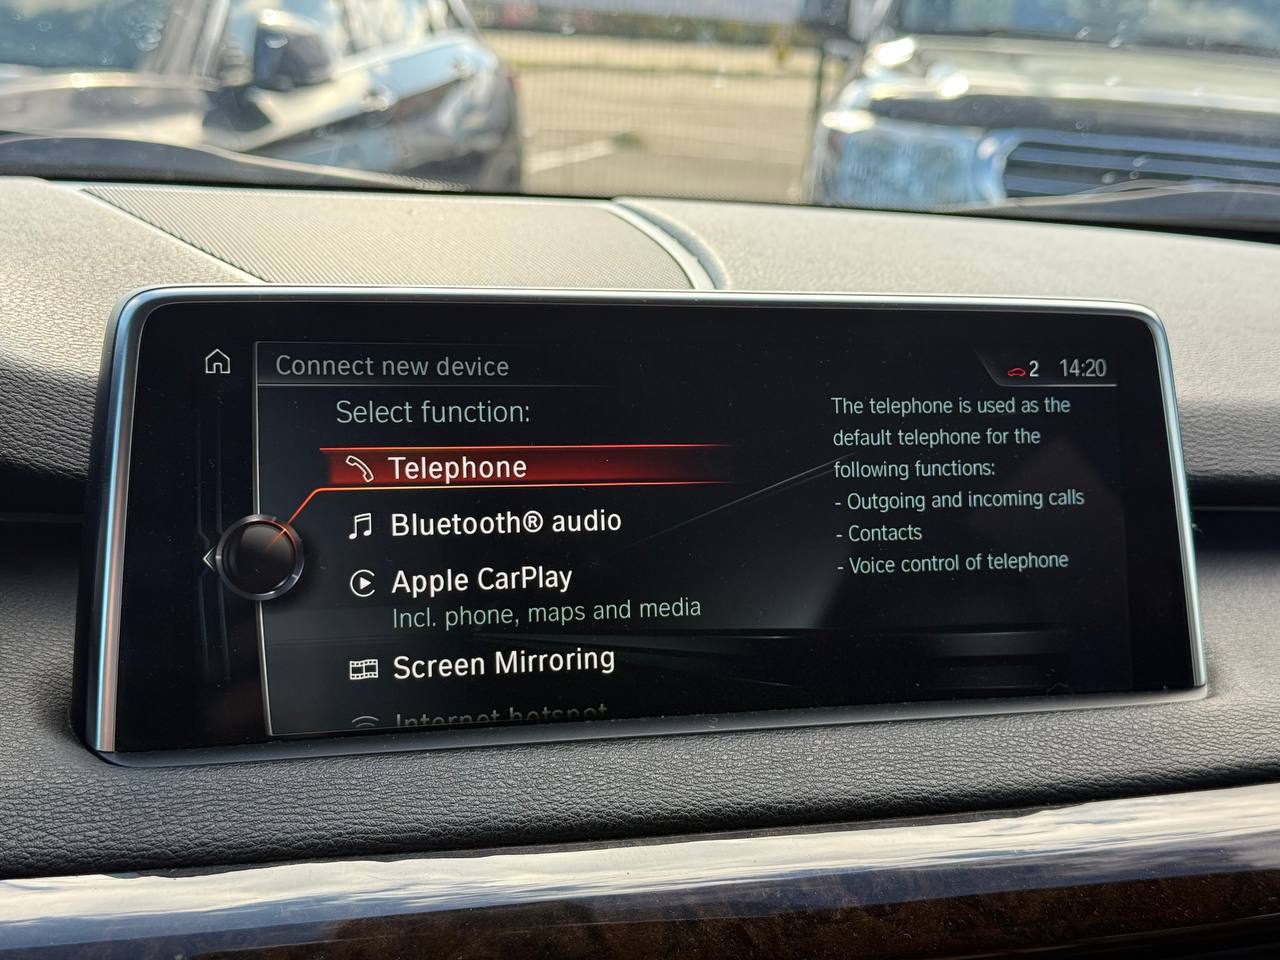 Connect new device
2 14:20
Select function:
Telephone
Bluetooth® audio
Apple CarPlay
Incl. phone, maps and media
Screen Mirroring
Internet hotspot
The telephone is used as the
default telephone for the
following functions:
- Outgoing and incoming calls
- Contacts
- Voice control of telephone